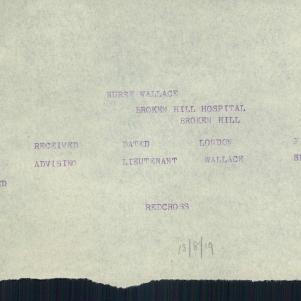 NURSE WALLACE
BROKEN HILL HOSPITAL
BROKEN HILL
RECEIVED DATED LONDON
ADVISING LIEUTENANT WALLACE
REDCROSS
13/8/19